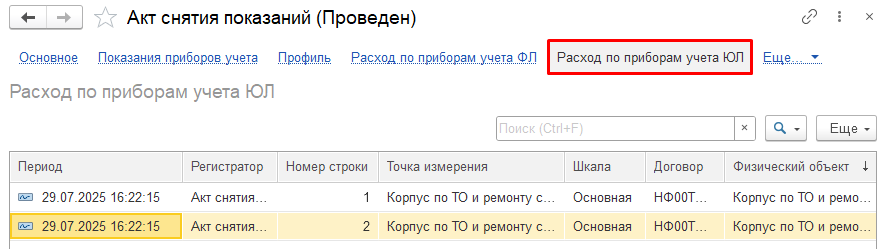 Акт снятия показаний (Проведен)
Основное Показания приборов учета Профиль Расход по приборам учета ФЛ Расход по приборам учета ЮЛ Еще...
Расход по приборам учета ЮЛ
Поиск (Ctrl+F) × Еще
Период Регистратор Номер строки Точка измерения Шкала Договор Физический объект ↓
29.07.2025 16:22:15 Акт снятия... 1 Корпус по ТО и ремонту с... Основная НФ00Т... Корпус по ТО и ремо...
29.07.2025 16:22:15 Акт снятия... 2 Корпус по ТО и ремонту с... Основная НФ00Т... Корпус по ТО и ремо...